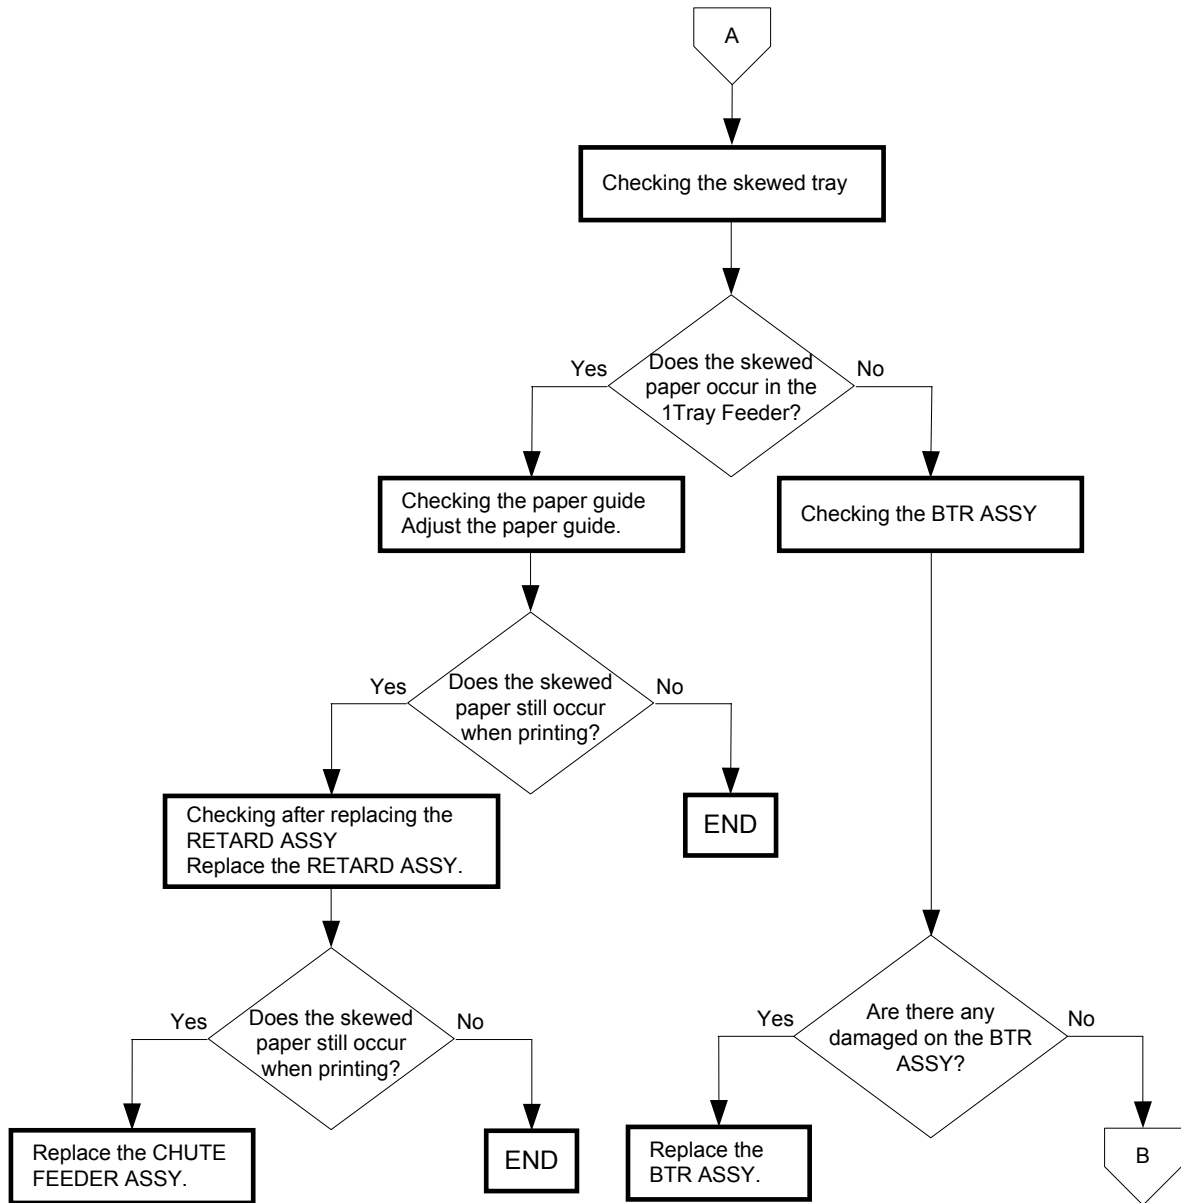 A
Checking the skewed tray
Yes
Does the skewed
paper occur in the
1Tray Feeder?
No
Checking the paper guide
Adjust the paper guide.
Checking the BTR ASSY
Yes
Does the skewed
paper still occur
when printing?
No
Checking after replacing the
RETARD ASSY
Replace the RETARD ASSY.
END
Yes
Does the skewed
paper still occur
when printing?
No
Yes
Are there any
damaged on the BTR
ASSY?
No
Replace the CHUTE
FEEDER ASSY.
END
Replace the
BTR ASSY.
B